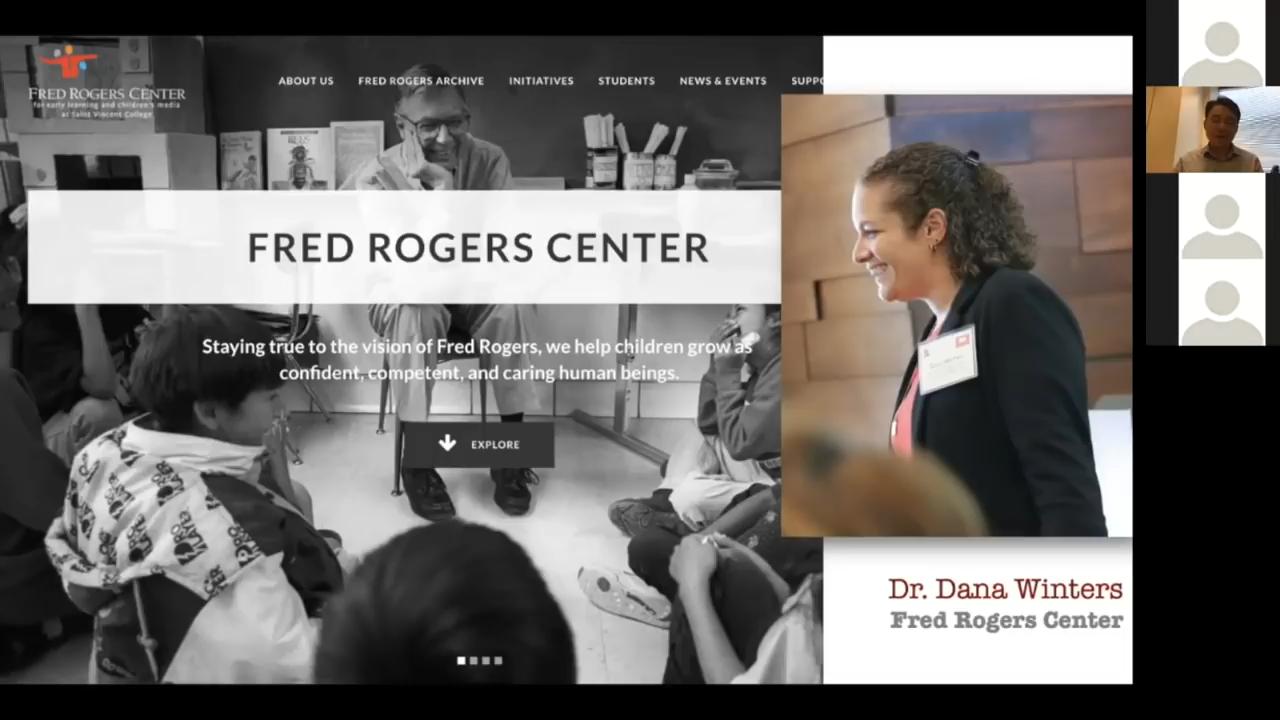 FRED ROGERS CENTER
for early learning and children's media
at Saint Vincent College
ABOUT US FRED ROGERS ARCHIVE INITIATIVES STUDENTS NEWS & EVENTS SUPPO
FRED ROGERS CENTER
Staying true to the vision of Fred Rogers, we help children grow as
confident, competent, and caring human beings.
EXPLORE
Dr. Dana Winters
Fred Rogers Center